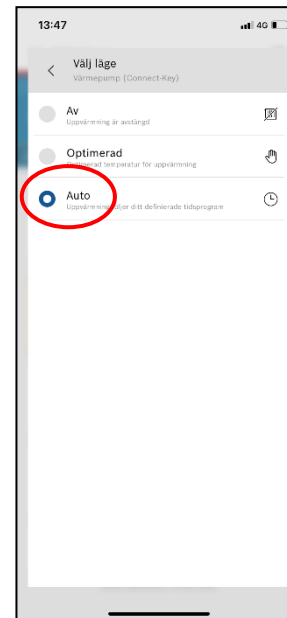 13:47
4G
Välj läge
Värmepump (Connect-Key)
Av
Uppvärmning är avstängd
Optimerad
Optimerad temperatur för uppvärmning
Auto
Uppvärmning följer ditt definierade tidsprogram